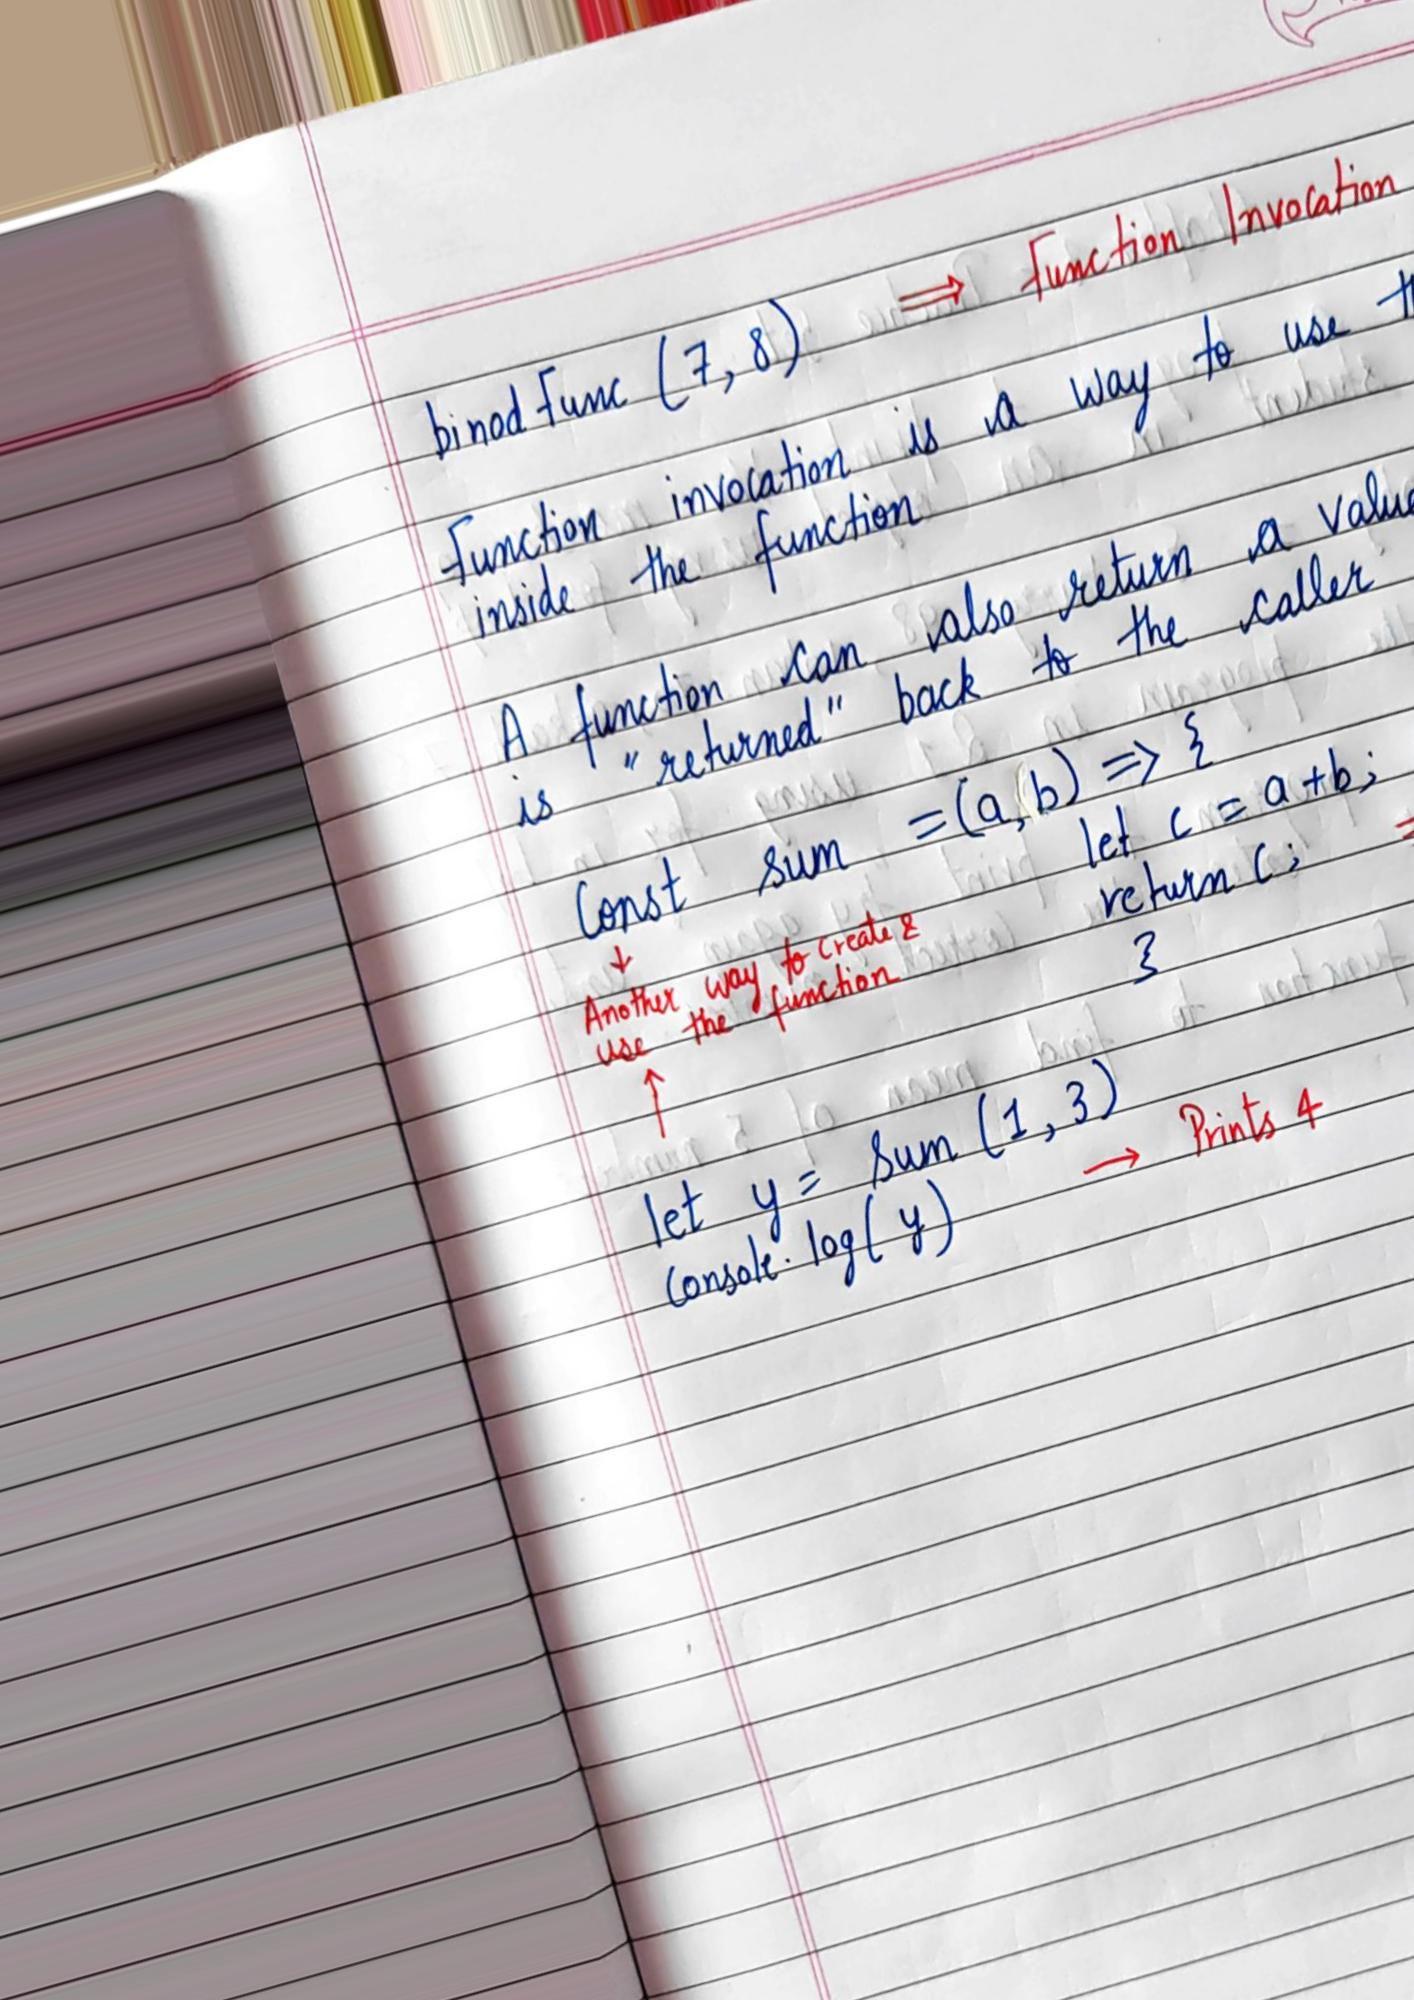 binod func (7, 8) ⟹ function Invocation
function invocation is a way to use
inside the function
A function can also return a value
is "returned" back to the caller
Const sum = (a, b) => {
let c = a + b;
return c;
}
↓
Another way to create &
use the function
↑
let y = sum (1, 3)
console.log( y) → Prints 4